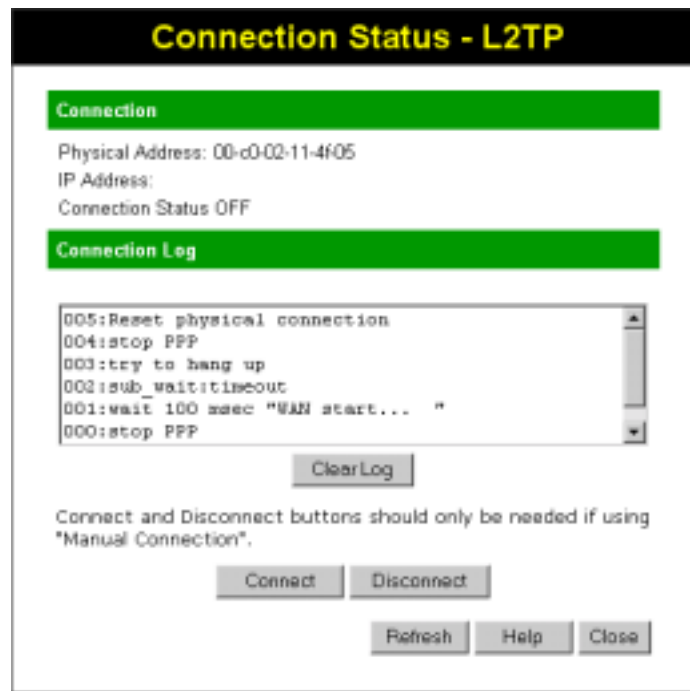 Connection Status - L2TP
Connection
Physical Address: 00-c0-02-11-4f-05
IP Address:
Connection Status OFF
Connection Log
005:Reset physical connection
004:stop PPP
003:try to hang up
002:sub_wait:timeout
001:wait 100 msec "WAN start...  "
000:stop PPP
Clear Log
Connect and Disconnect buttons should only be needed if using
"Manual Connection".
Connect Disconnect
Refresh Help Close